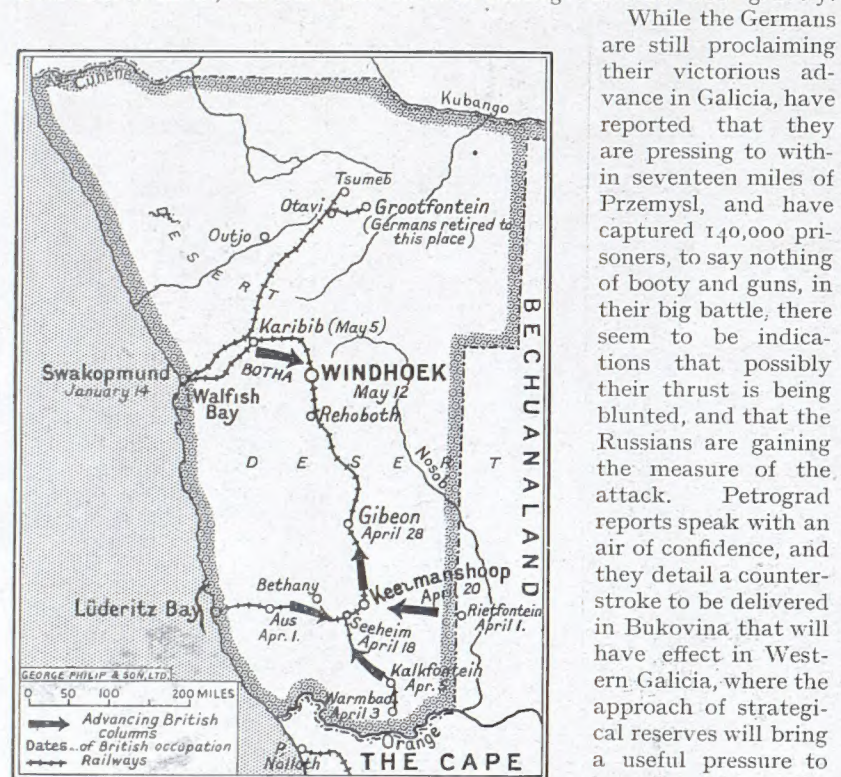 While the Germans
are still proclaiming
their victorious ad-
vance in Galicia, have
reported that they
are pressing to with-
in seventeen miles of
Przemysl, and have
captured 140,000 pri-
soners, to say nothing
of booty and guns, in
their big battle, there
seem to be indica-
tions that possibly
their thrust is being
blunted, and that the
Russians are gaining
the measure of the
attack. Petrograd
reports speak with an
air of confidence, and
they detail a counter-
stroke to be delivered
in Bukovina that will
have effect in West-
ern Galicia, where the
approach of strategi-
cal reserves will bring
a useful pressure to
Cunene
Kubango
Tsumeb
Otavi
Grootfontein
(Germans retired to
this place)
Outjo
DESERT
Karibib (May 5)
BOTHA
Swakopmund
January 14
WINDHOEK
May 12
Walfish
Bay
Rehoboth
BECHUANALAND
DESERT
Nosob
Gibeon
April 28
Bethany
Keetmanshoop
April 20
Lüderitz Bay
Aus
Apr. 1.
Seeheim
April 18
Rietfontein
April 1.
Kalkfontein
Apr. 5
Warmbad
April 3
Orange
P. Nolloth
THE CAPE
GEORGE PHILIP & SON, LTD.
0 50 100 200 MILES
Advancing British
columns
Dates of British occupation
Railways